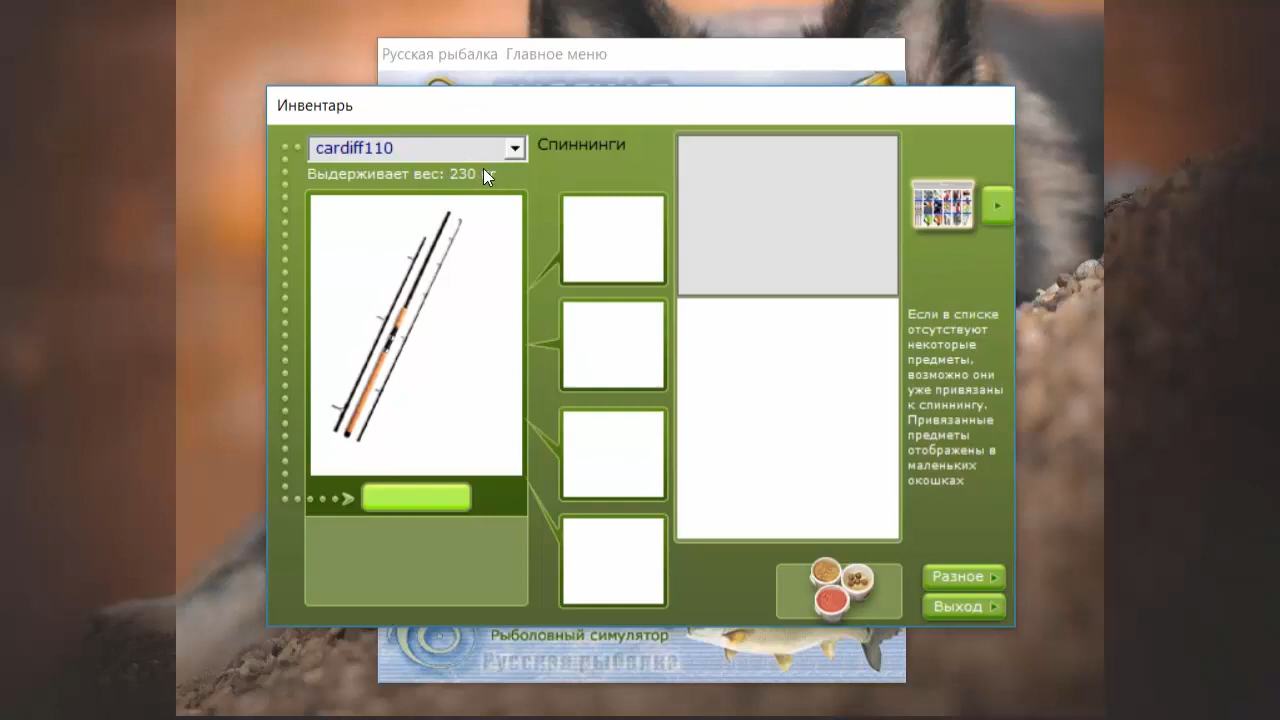 Русская рыбалка Главное меню
Инвентарь
cardiff110
Спиннинги
Выдерживает вес: 230
Если в списке
отсутствуют
некоторые
предметы,
возможно они
уже привязаны
к спиннингу.
Привязанные
предметы
отображены в
маленьких
окошках
Разное
Выход
Рыболовный симулятор
Русская рыбалка